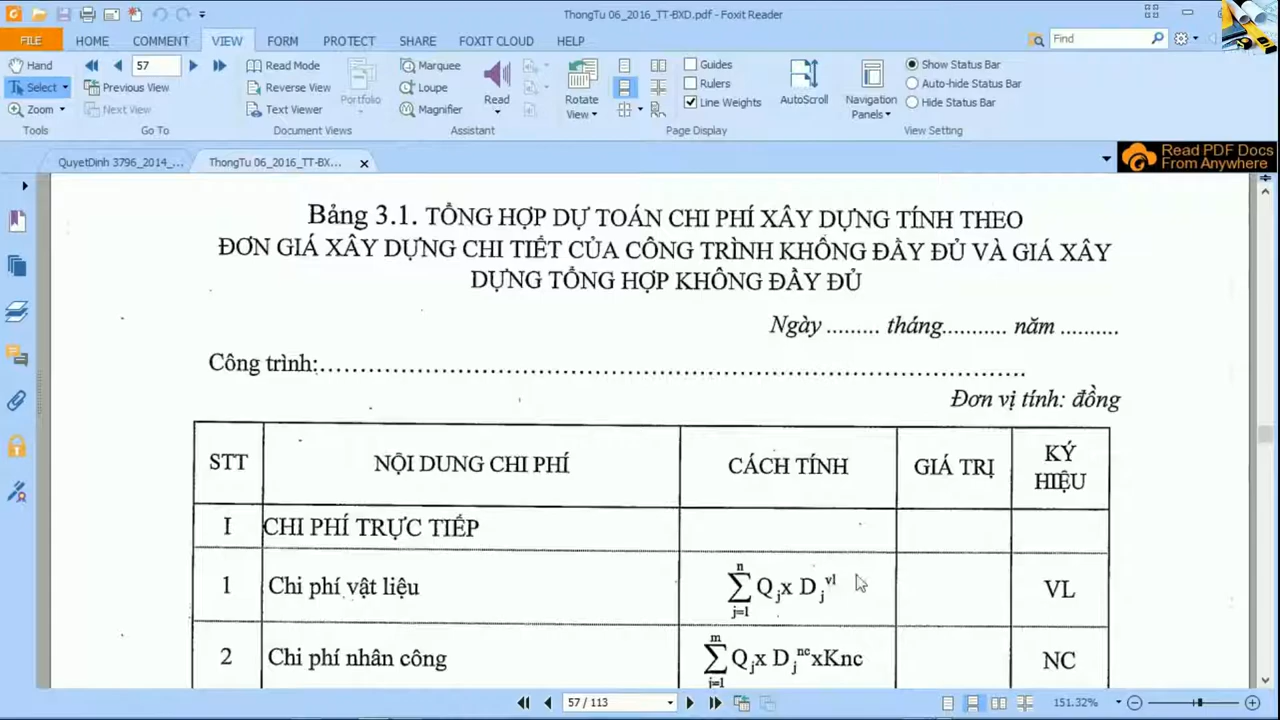 ThongTu 06_2016_TT-BXD.pdf - Foxit Reader
FILE HOME COMMENT VIEW FORM PROTECT SHARE FOXIT CLOUD HELP
Find
Hand
Select
Zoom
Tools
57
Previous View
Next View
Go To
Read Mode
Reverse View
Text Viewer
Portfolio
Document Views
Marquee
Loupe
Magnifier
Read
Assistant
Rotate
View
Guides
Rulers
Line Weights
Page Display
AutoScroll
Navigation
Panels
Show Status Bar
Auto-hide Status Bar
Hide Status Bar
View Setting
QuyetDinh 3796_2014_...
ThongTu 06_2016_TT-BX...
Read PDF Docs
From Anywhere
Bảng 3.1. TỔNG HỢP DỰ TOÁN CHI PHÍ XÂY DỰNG TÍNH THEO
ĐƠN GIÁ XÂY DỰNG CHI TIẾT CỦA CÔNG TRÌNH KHÔNG ĐẦY ĐỦ VÀ GIÁ XÂY
DỰNG TỔNG HỢP KHÔNG ĐẦY ĐỦ
Ngày ......... tháng........... năm ..........
Công trình:................................................................................
Đơn vị tính: đồng
STT NỘI DUNG CHI PHÍ CÁCH TÍNH GIÁ TRỊ KÝ HIỆU
I CHI PHÍ TRỰC TIẾP
1 Chi phí vật liệu n ∑ j=1 Qj x Dj vl VL
2 Chi phí nhân công m ∑ j=1 Qj x Dj nc xKnc NC
57 / 113
151.32%